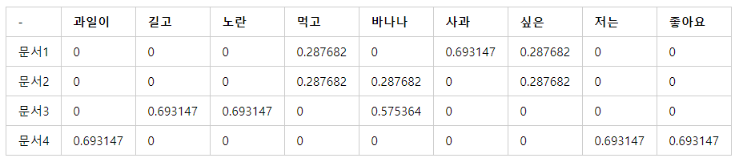 - 과일이 길고 노란 먹고 바나나 사과 싶은 저는 좋아요
문서1 0 0 0 0.287682 0 0.693147 0.287682 0 0
문서2 0 0 0 0.287682 0.287682 0 0.287682 0 0
문서3 0 0.693147 0.693147 0 0.575364 0 0 0 0
문서4 0.693147 0 0 0 0 0 0 0.693147 0.693147